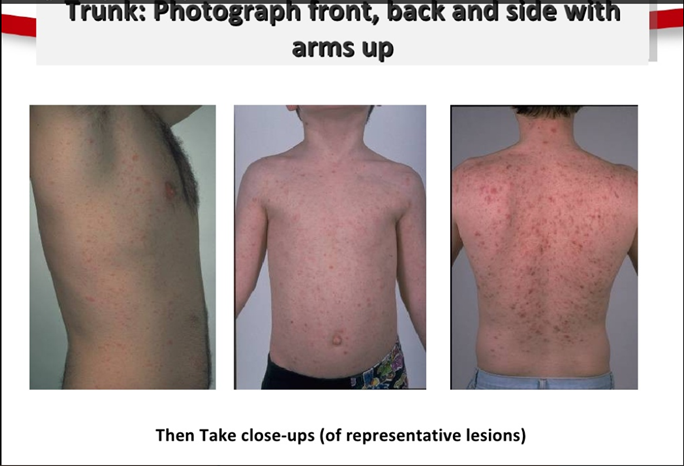 Trunk: Photograph front, back and side with
arms up
Then Take close-ups (of representative lesions)